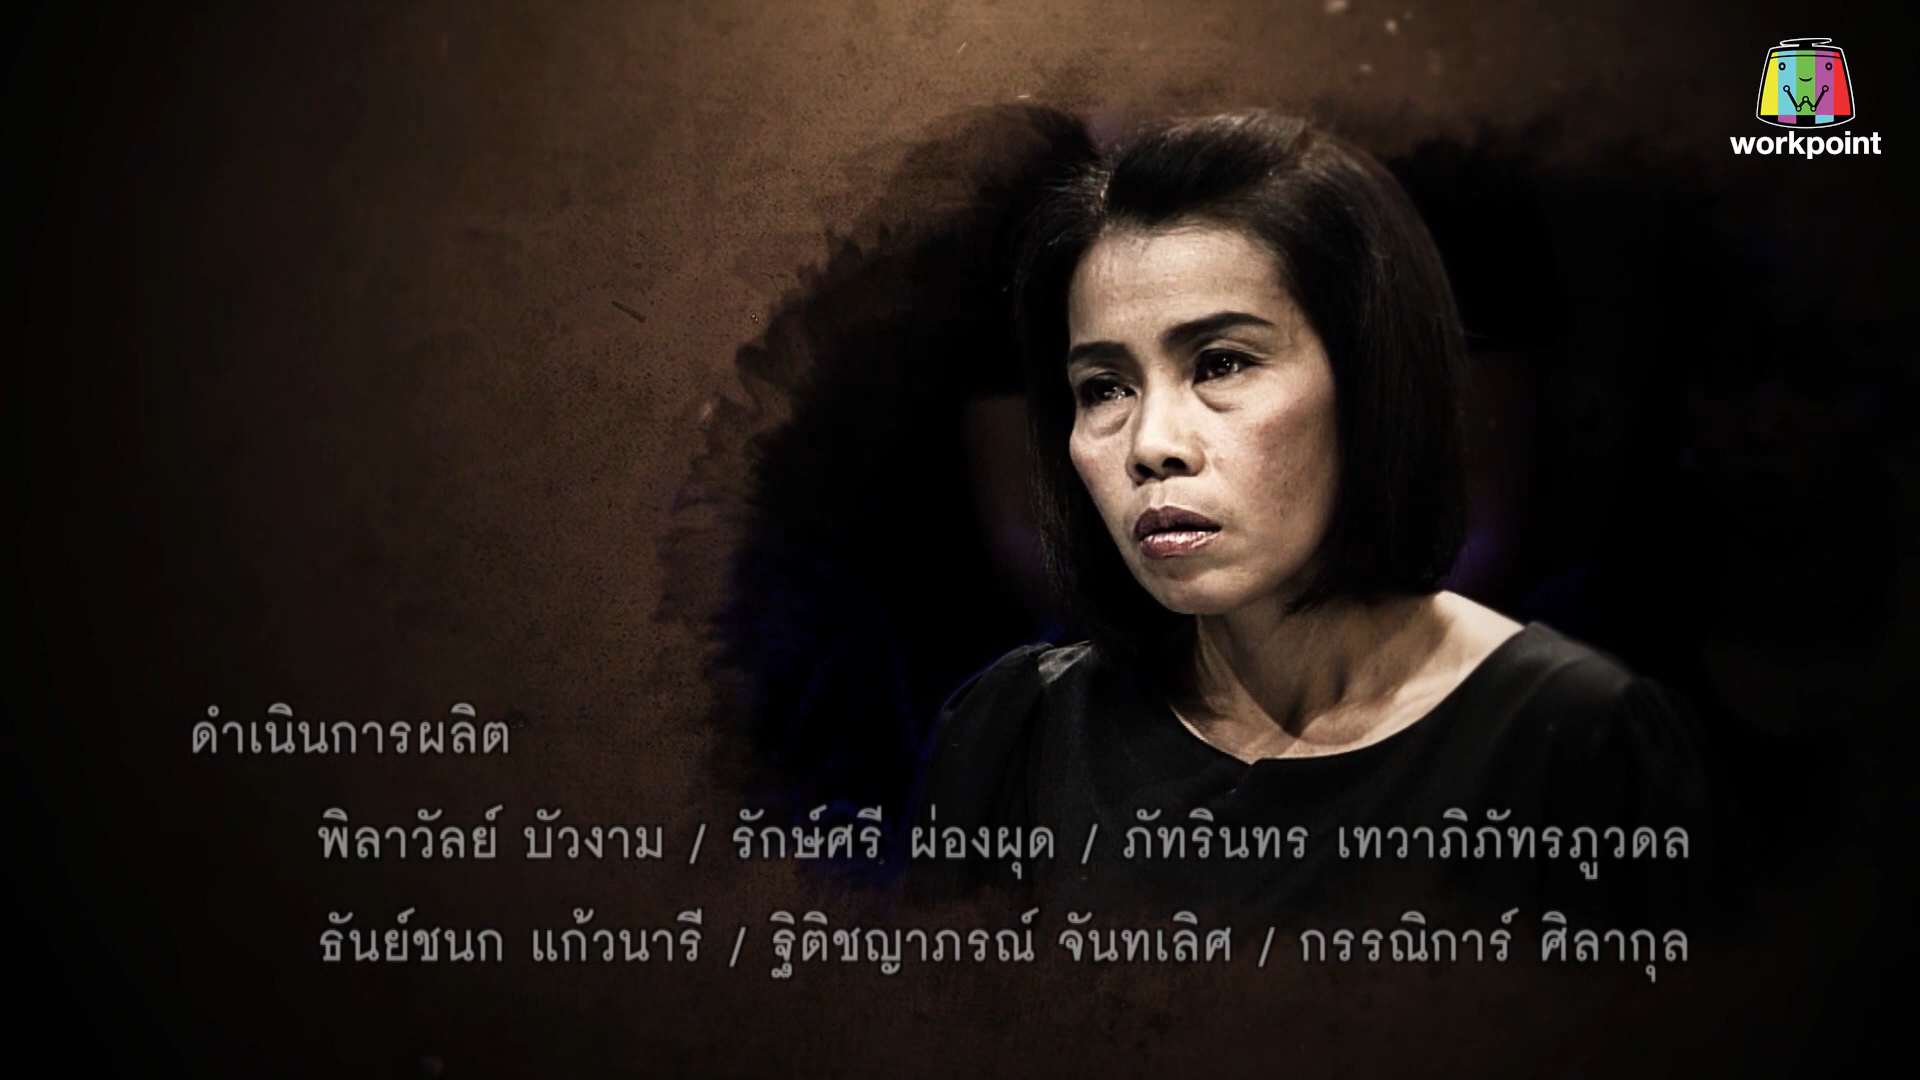 workpoint
ดำเนินการผลิต
พิลาวัลย์ บัวงาม / รักษ์ศรี ผ่องผุด / ภัทรินทร เทวาภิภัทรภูวดล
ธันย์ชนก แก้วนารี / ฐิติชญาภรณ์ จันทเลิศ / กรรณิการ์ ศิลากุล